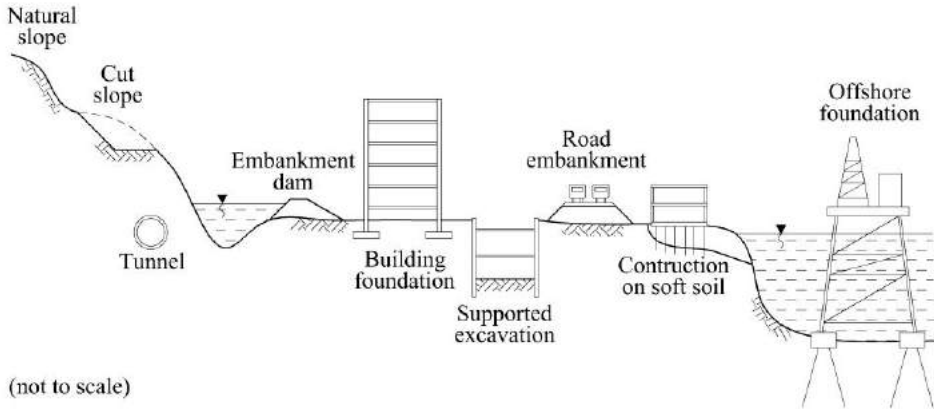 Natural
slope
Cut
slope
Tunnel
Embankment
dam
Building
foundation
Supported
excavation
Road
embankment
Contruction
on soft soil
Offshore
foundation
(not to scale)